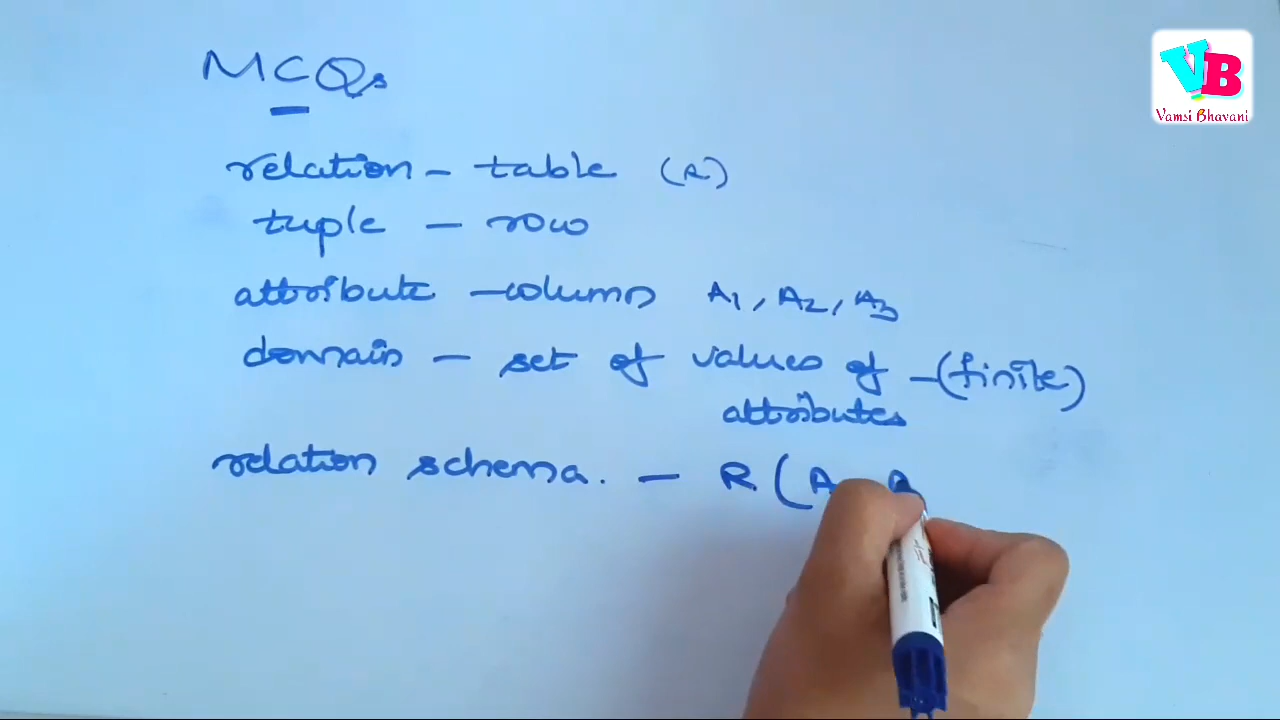 MCQs
relation - table (R)
tuple - row
attribute - column A1, A2, A3
domain - set of values of - (finite)
attributes
relation schema. - R (A A
VB
Vamsi Bhavani